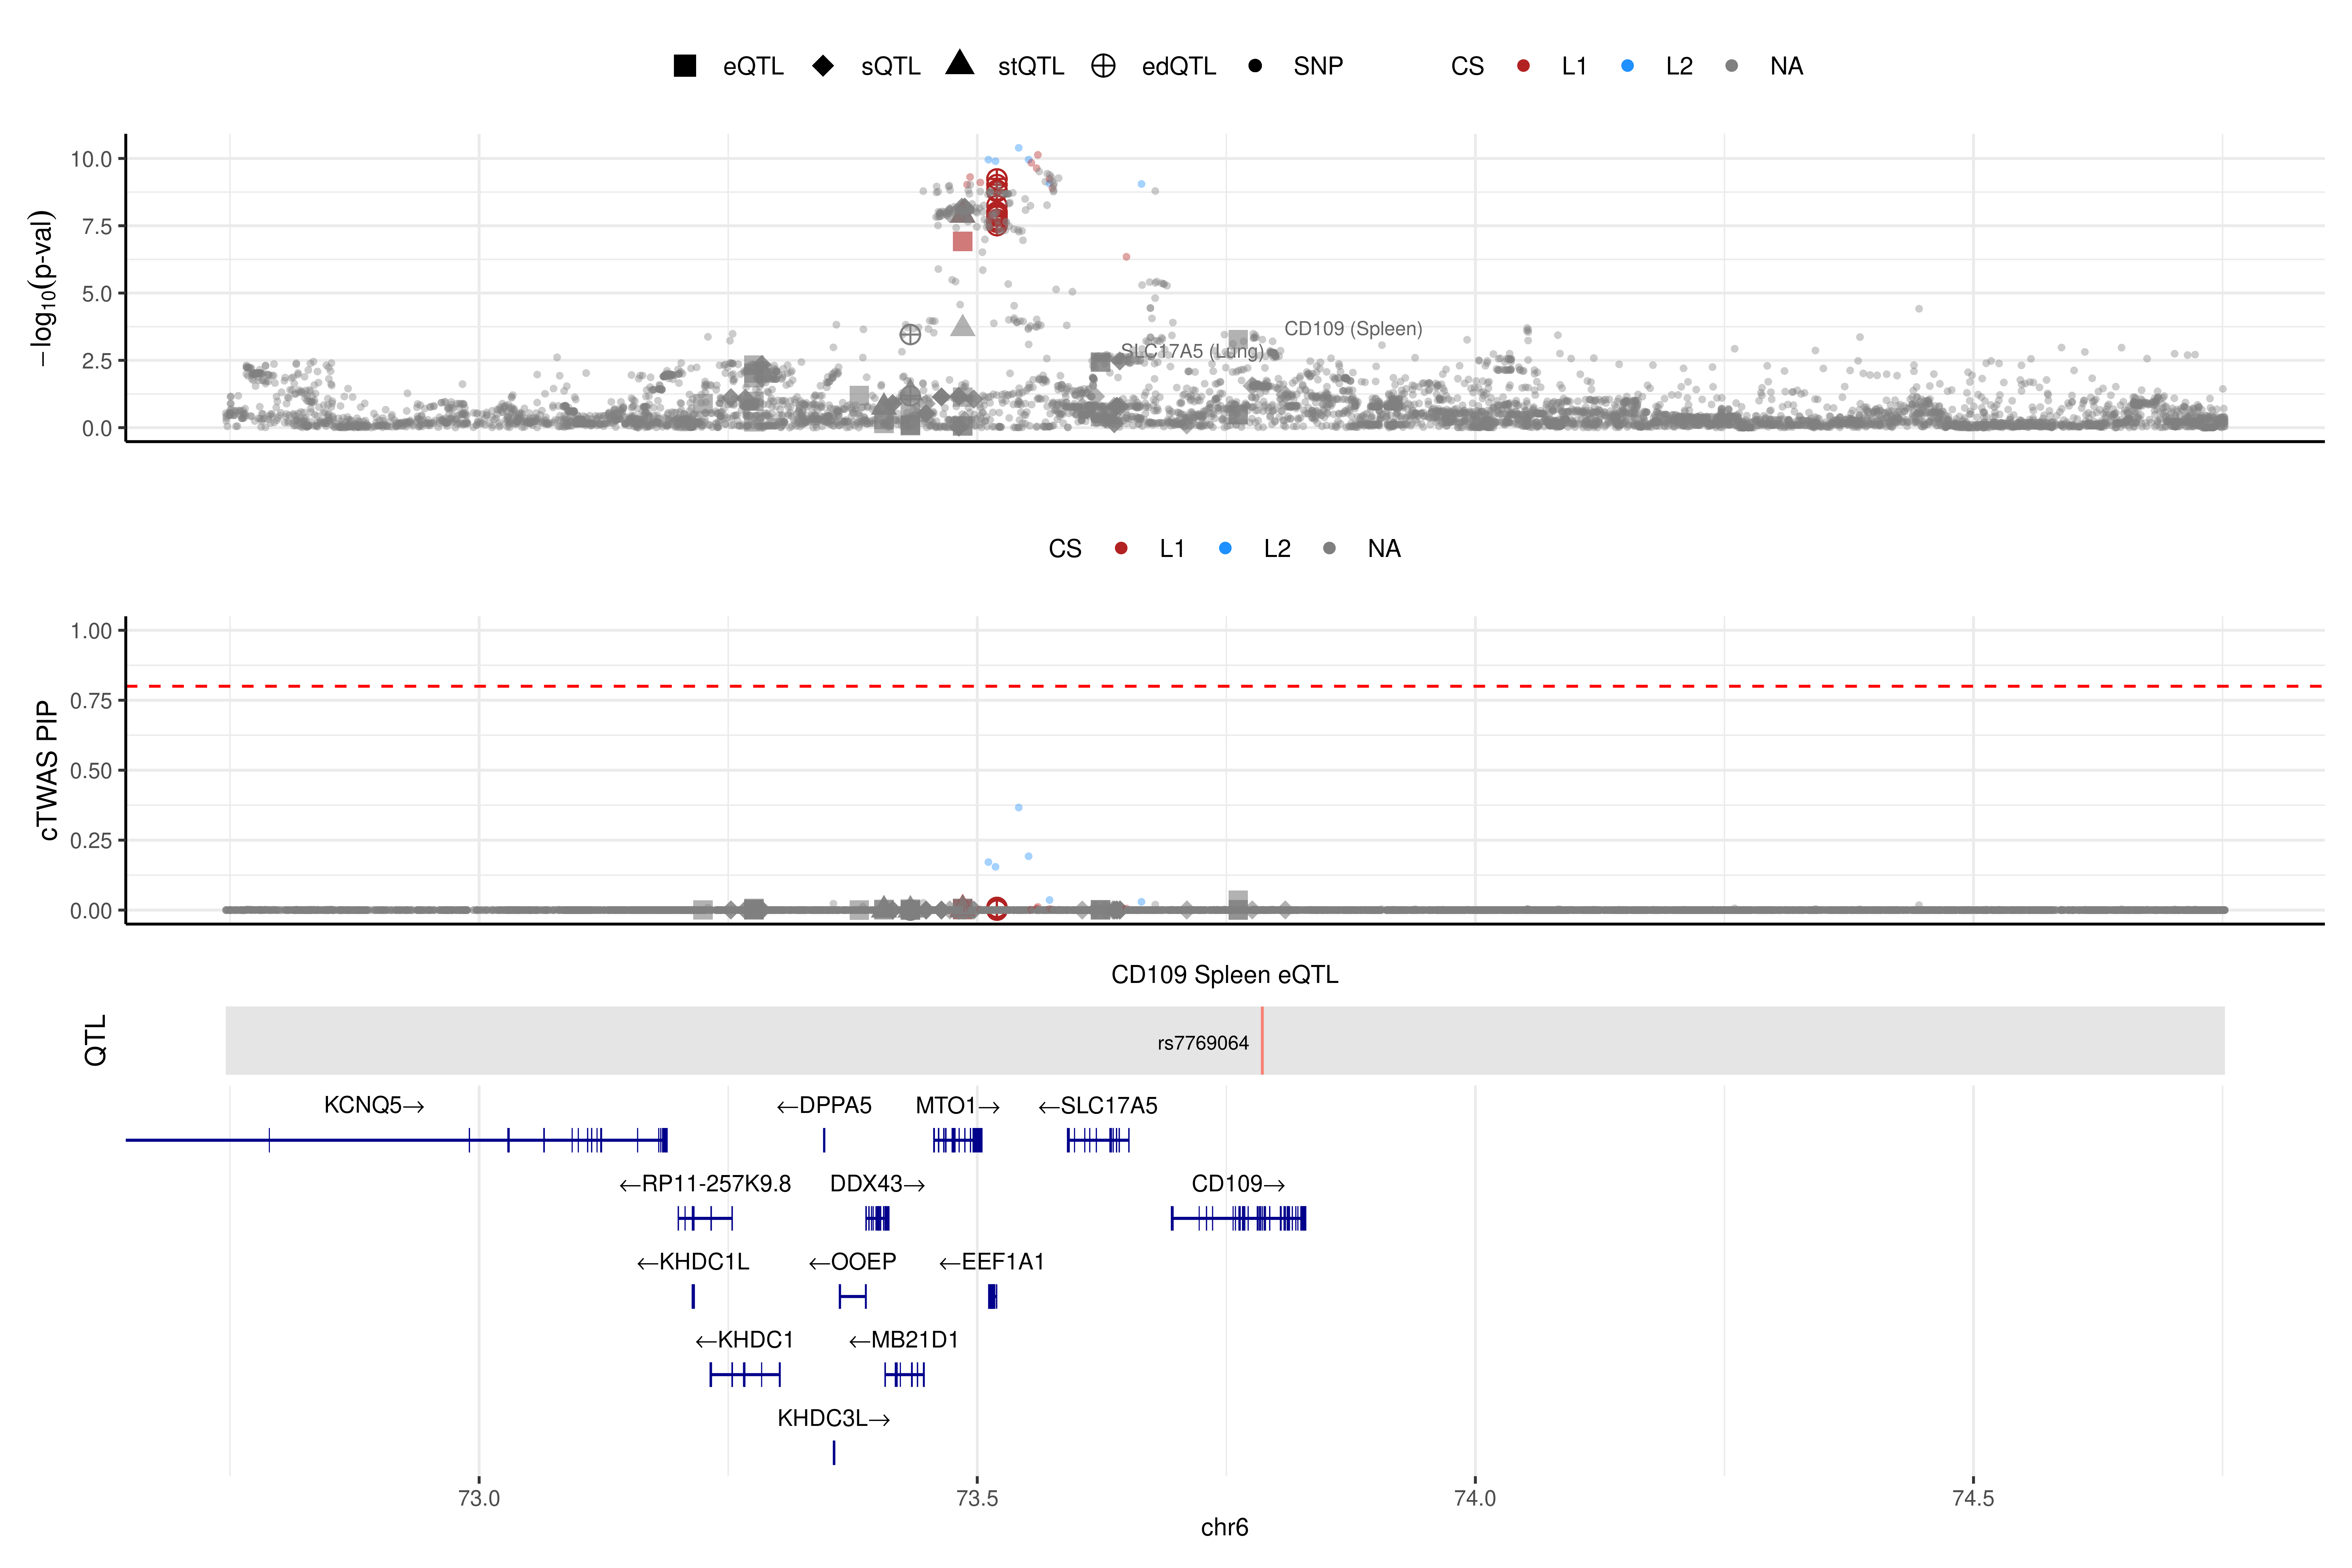 eQTL sQTL stQTL edQTL SNP CS L1 L2 NA
−log10(p-val)
10.0
7.5
5.0
2.5
0.0
CD109 (Spleen)
SLC17A5 (Lung)
CS L1 L2 NA
cTWAS PIP
1.00
0.75
0.50
0.25
0.00
CD109 Spleen eQTL
QTL
rs7769064
KCNQ5→ ←DPPA5 MTO1→ ←SLC17A5
←RP11-257K9.8 DDX43→ CD109→
←KHDC1L ←OOEP ←EEF1A1
←KHDC1 ←MB21D1
KHDC3L→
73.0 73.5 74.0 74.5
chr6